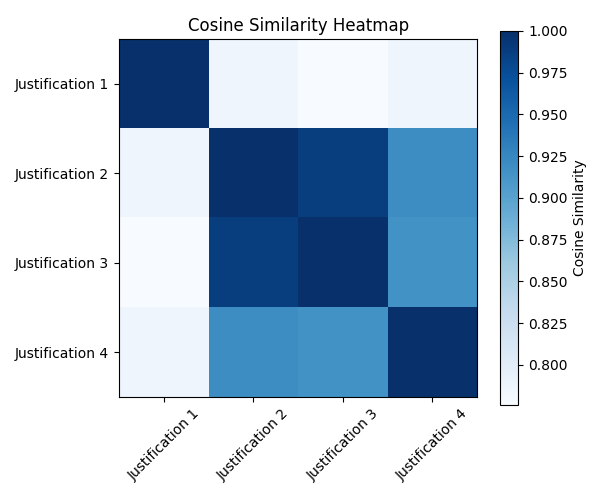 Cosine Similarity Heatmap
Justification 1
Justification 2
Justification 3
Justification 4
Justification 1
Justification 2
Justification 3
Justification 4
1.000
0.975
0.950
0.925
0.900
0.875
0.850
0.825
0.800
Cosine Similarity